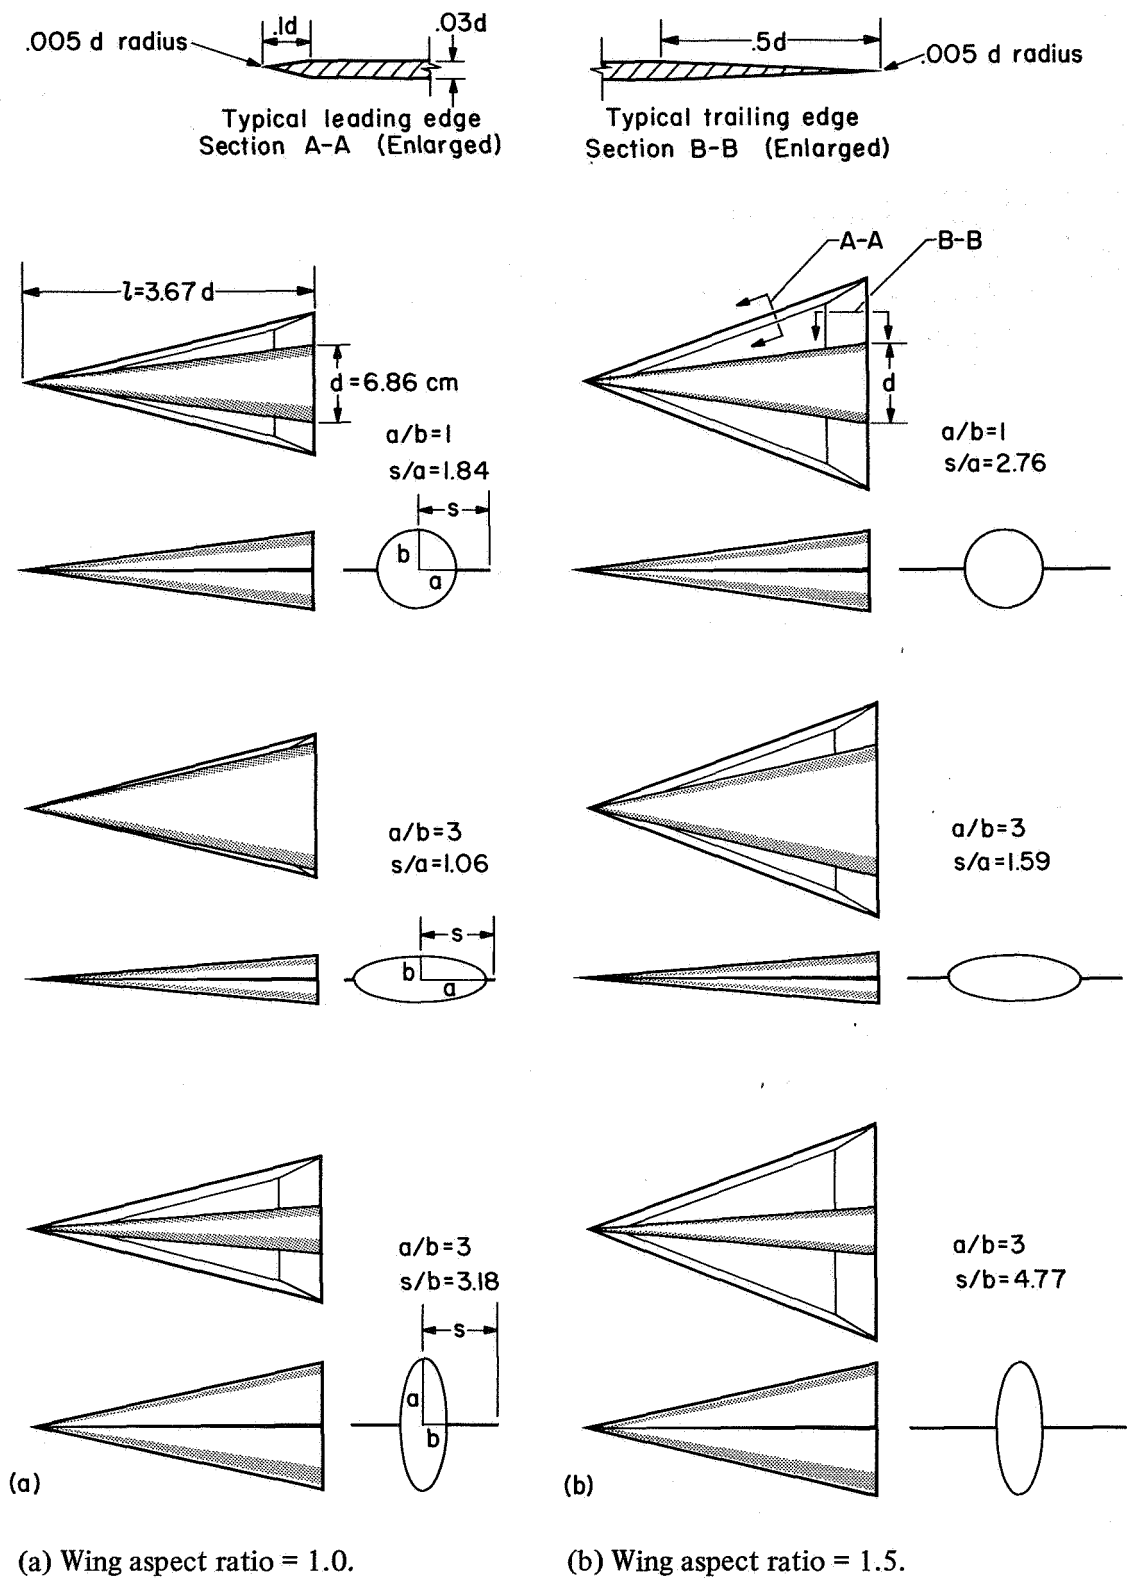 .005 d radius
.1d
.03d
Typical leading edge
Section A-A (Enlarged)
.5d
.005 d radius
Typical trailing edge
Section B-B (Enlarged)
l=3.67 d
d=6.86 cm
a/b=1
s/a=1.84
s
b
a
A-A
B-B
d
a/b=1
s/a=2.76
a/b=3
s/a=1.06
s
b
a
a/b=3
s/a=1.59
a/b=3
s/b=3.18
s
a
b
a/b=3
s/b=4.77
(a)
(b)
(a) Wing aspect ratio = 1.0.
(b) Wing aspect ratio = 1.5.